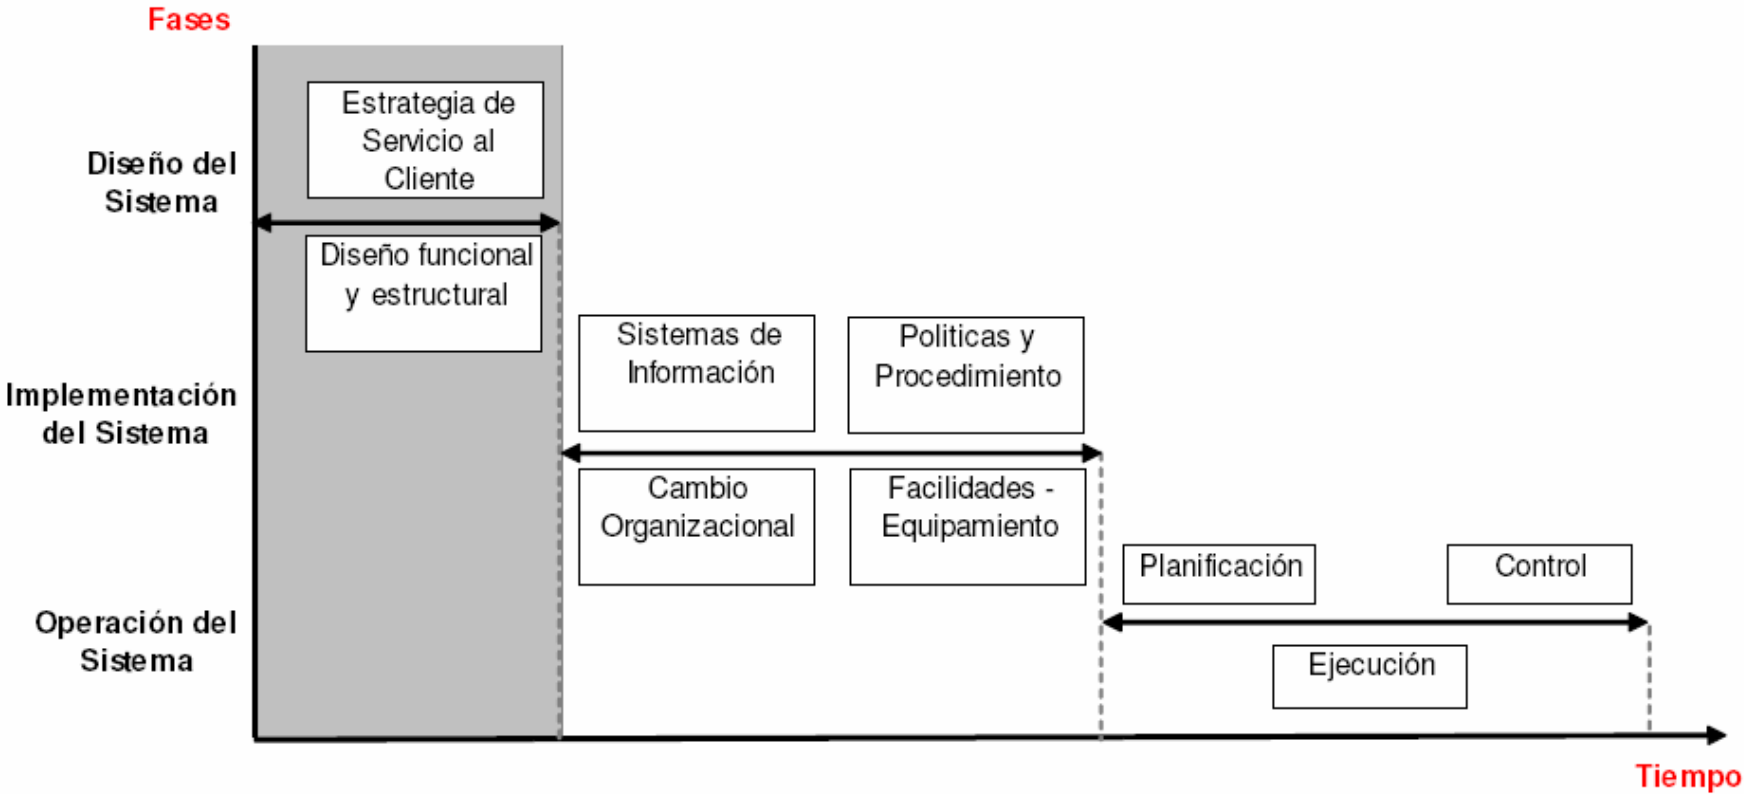 Fases
Estrategia de
Servicio al
Cliente
Diseño del
Sistema
Diseño funcional
y estructural
Sistemas de
Información
Politicas y
Procedimiento
Implementación
del Sistema
Cambio
Organizacional
Facilidades -
Equipamiento
Planificación
Control
Operación del
Sistema
Ejecución
Tiempo